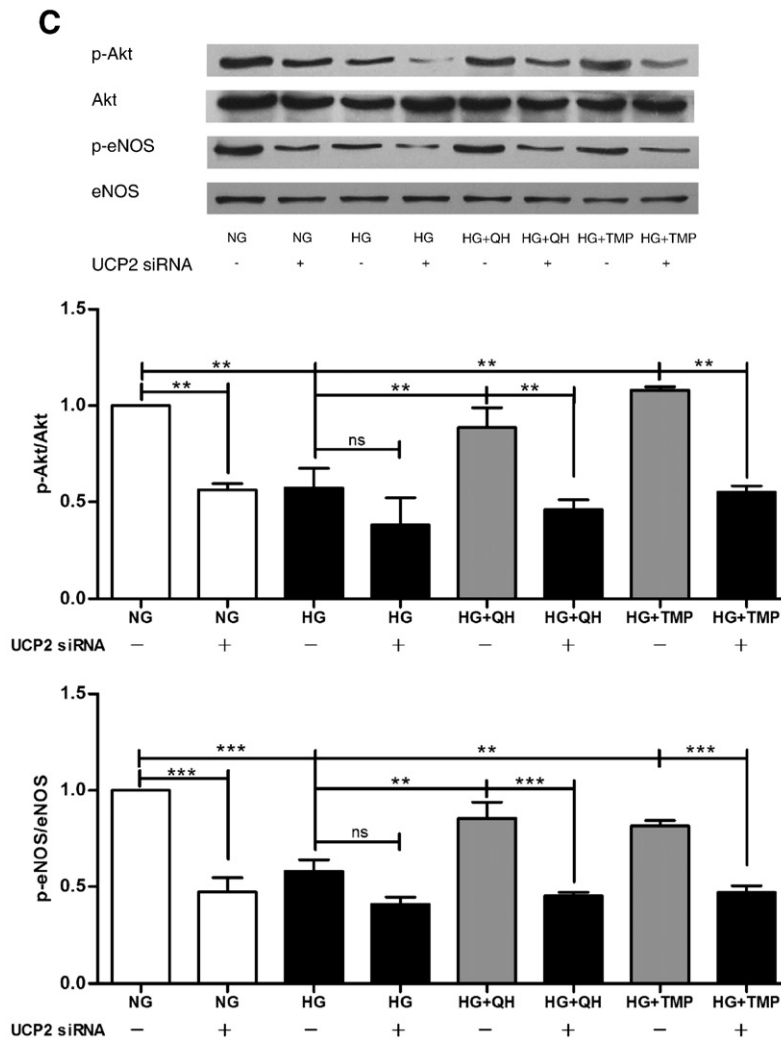 C
p-Akt
Akt
p-eNOS
eNOS
NG NG HG HG HG+QH HG+QH HG+TMP HG+TMP
UCP2 siRNA - + - + - + - +
1.5
** **
** ** ** **
1.0
ns
p-Akt/Akt
0.5
0.0
NG NG HG HG HG+QH HG+QH HG+TMP HG+TMP
UCP2 siRNA − + − + − + − +
1.5
*** ** ***
*** ** ***
1.0
ns
p-eNOS/eNOS
0.5
0.0
NG NG HG HG HG+QH HG+QH HG+TMP HG+TMP
UCP2 siRNA − + − + − + − +